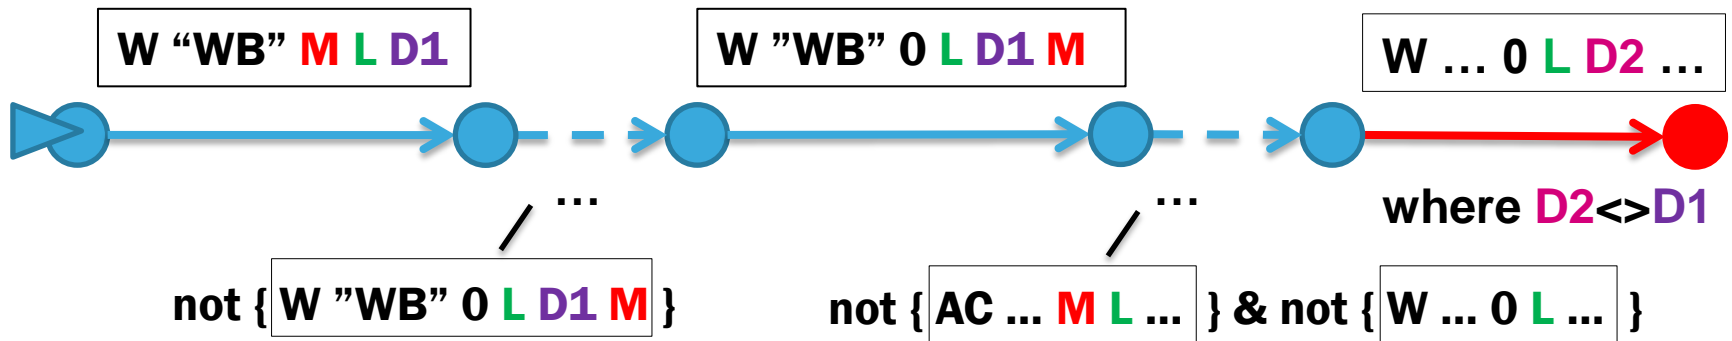 W “WB” M L D1
W ”WB” 0 L D1 M
W … 0 L D2 …
…
…
where D2<>D1
not { W ”WB” 0 L D1 M }
not { AC … M L … } & not { W … 0 L … }